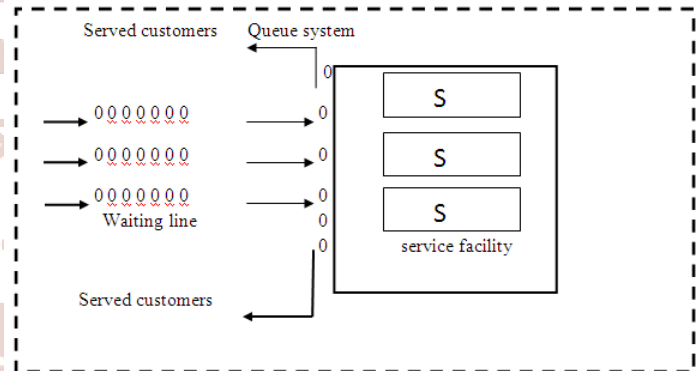 Served customers Queue system
0
S
0 0 0 0 0 0 0 0
0 0 0 0 0 0 0 0
S
0 0 0 0 0 0 0 0
S
Waiting line 0
0 service facility
Served customers